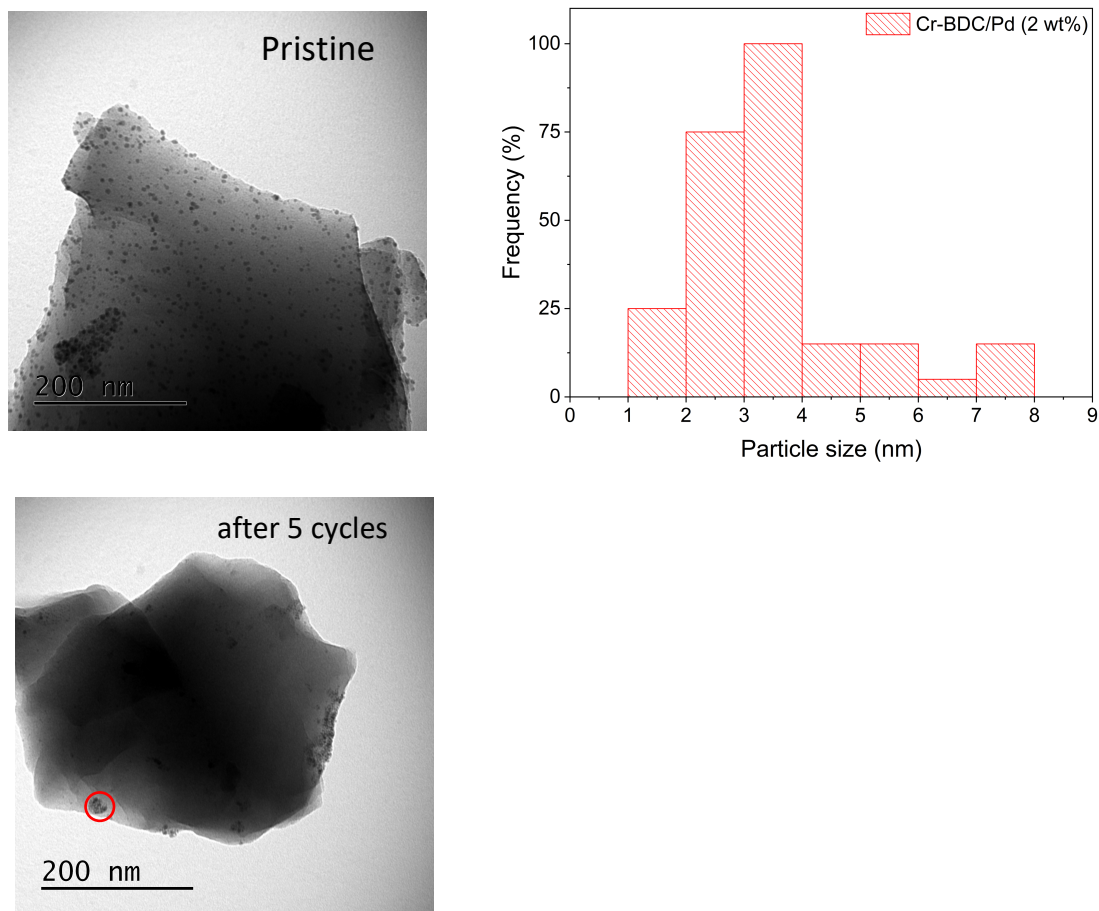 Pristine
200 nm
Cr-BDC/Pd (2 wt%)
Frequency (%)
100
75
50
25
0
0 1 2 3 4 5 6 7 8 9
Particle size (nm)
after 5 cycles
200 nm